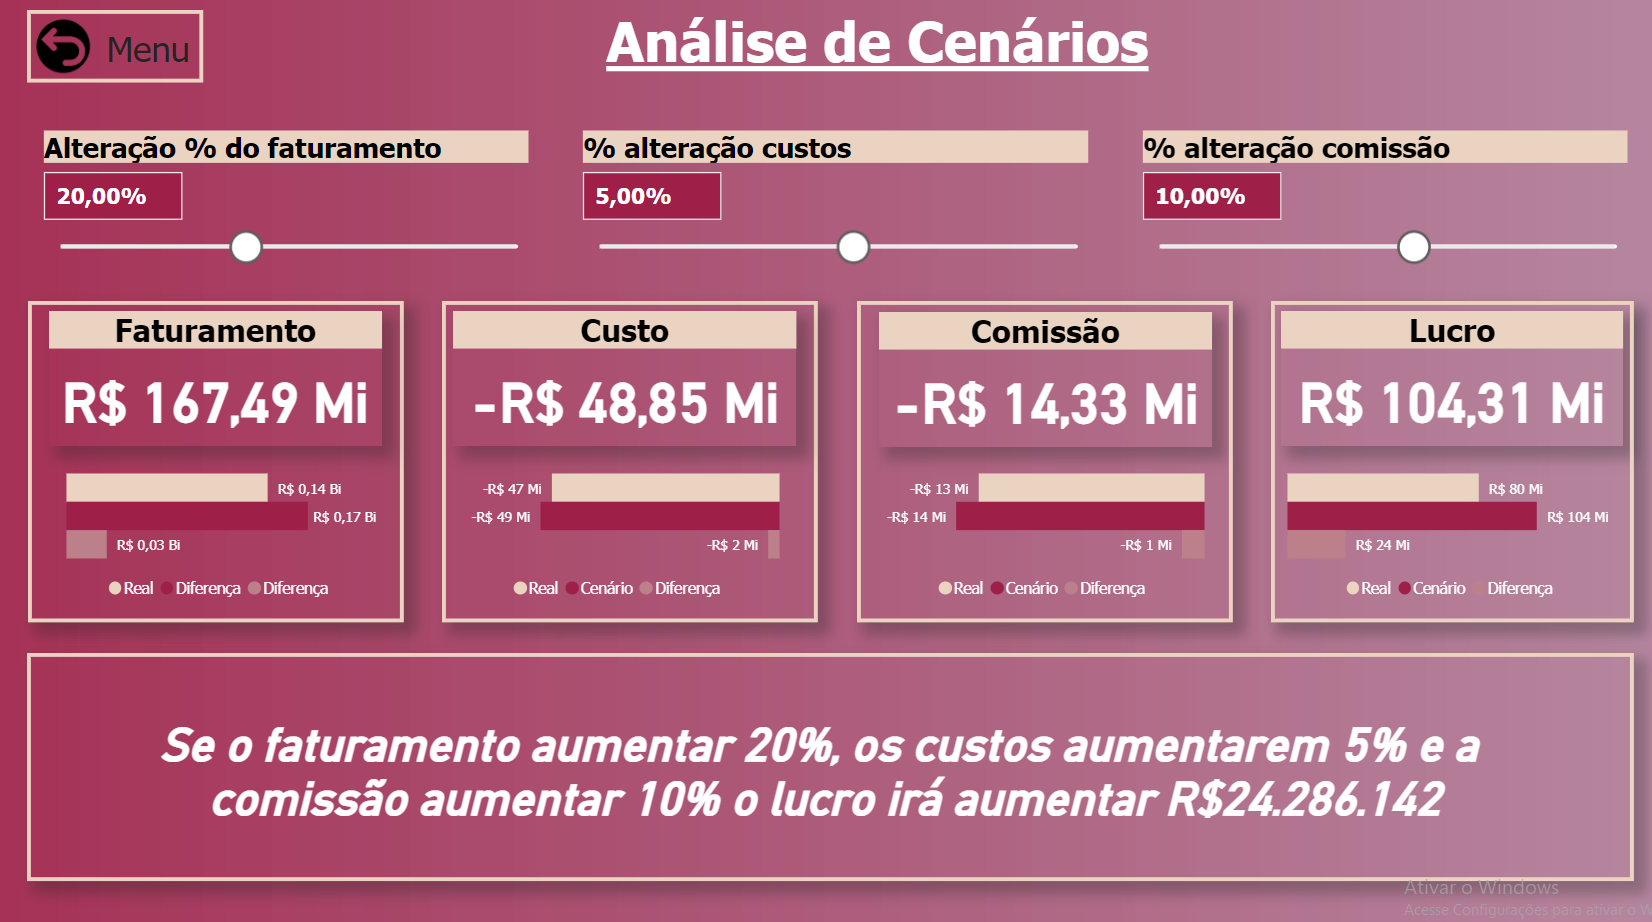 Menu
Análise de Cenários
Alteração % do faturamento
% alteração custos
% alteração comissão
20,00%
5,00%
10,00%
Faturamento
R$ 167,49 Mi
R$ 0,14 Bi
R$ 0,17 Bi
R$ 0,03 Bi
Real Diferença Diferença
Custo
-R$ 48,85 Mi
-R$ 47 Mi
-R$ 49 Mi
-R$ 2 Mi
Real Cenário Diferença
Comissão
-R$ 14,33 Mi
-R$ 13 Mi
-R$ 14 Mi
-R$ 1 Mi
Real Cenário Diferença
Lucro
R$ 104,31 Mi
R$ 80 Mi
R$ 104 Mi
R$ 24 Mi
Real Cenário Diferença
Se o faturamento aumentar 20%, os custos aumentarem 5% e a
comissão aumentar 10% o lucro irá aumentar R$24.286.142
Ativar o Windows
Acesse Configurações para ativar o W